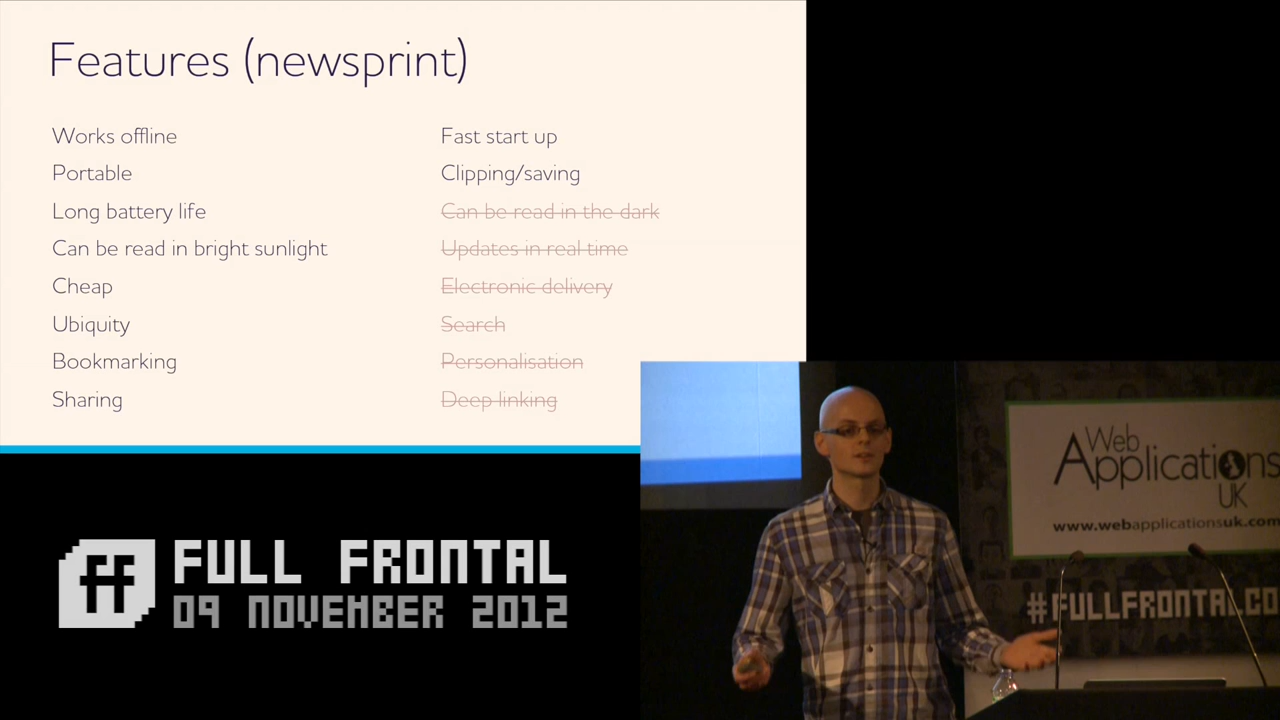 Features (newsprint)
Works offline
Portable
Long battery life
Can be read in bright sunlight
Cheap
Ubiquity
Bookmarking
Sharing
Fast start up
Clipping/saving
Can be read in the dark
Updates in real time
Electronic delivery
Search
Personalisation
Deep linking
ff FULL FRONTAL
09 NOVEMBER 2012
Web
Applications
UK
www.webapplicationsuk.com
#FULLFRONTALCO